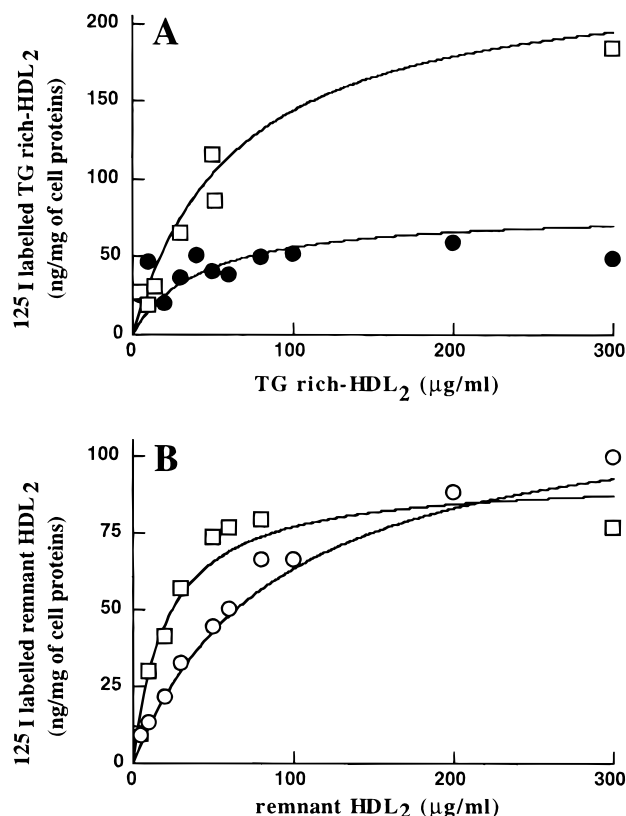 A
200
150
100
50
0
0
100
200
300
125I labelled TG rich-HDL2
(ng/mg of cell proteins)
TG rich-HDL2 (µg/ml)
B
100
75
50
25
0
0
100
200
300
125I labelled remnant HDL2
(ng/mg of cell proteins)
remnant HDL2 (µg/ml)